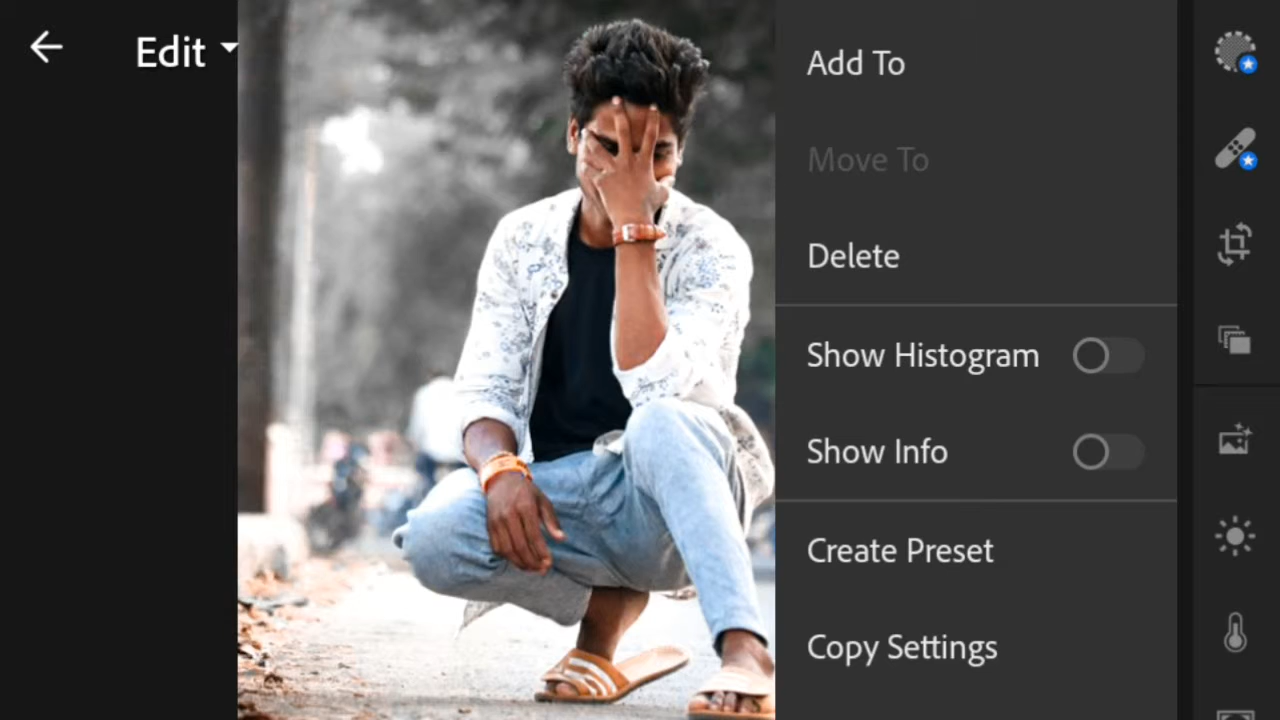 Edit
Add To
Move To
Delete
Show Histogram
Show Info
Create Preset
Copy Settings